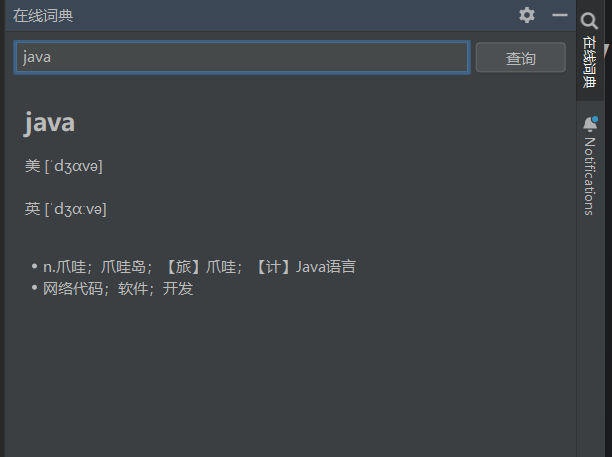 在线词典
java
查询
java
美 [ˈdʒɑvə]
英 [ˈdʒɑːvə]
• n.爪哇；爪哇岛；【旅】爪哇；【计】Java语言
• 网络代码；软件；开发
在线词典
Notifications